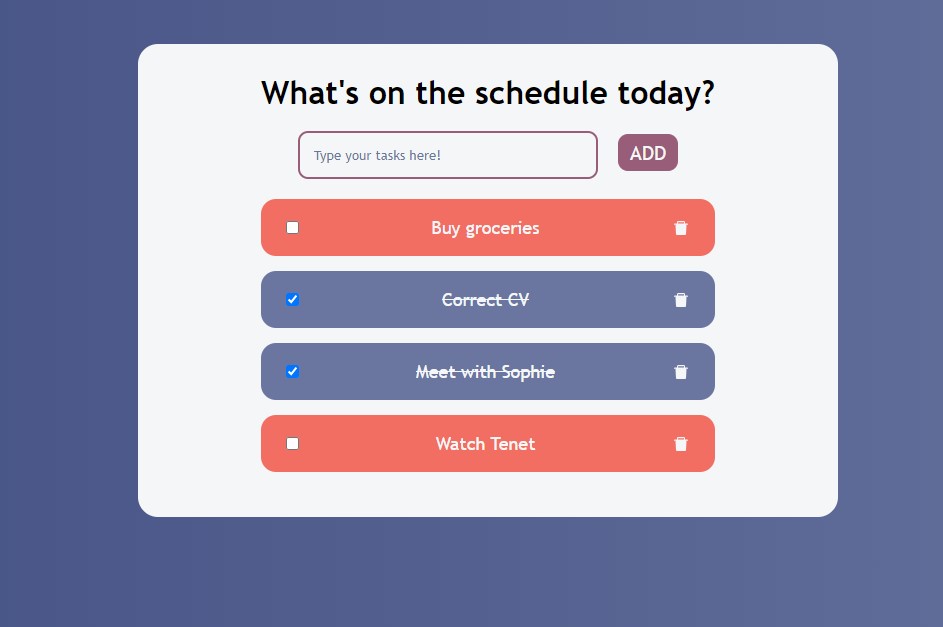 What's on the schedule today?
Type your tasks here!
ADD
Buy groceries
Correct CV
Meet with Sophie
Watch Tenet